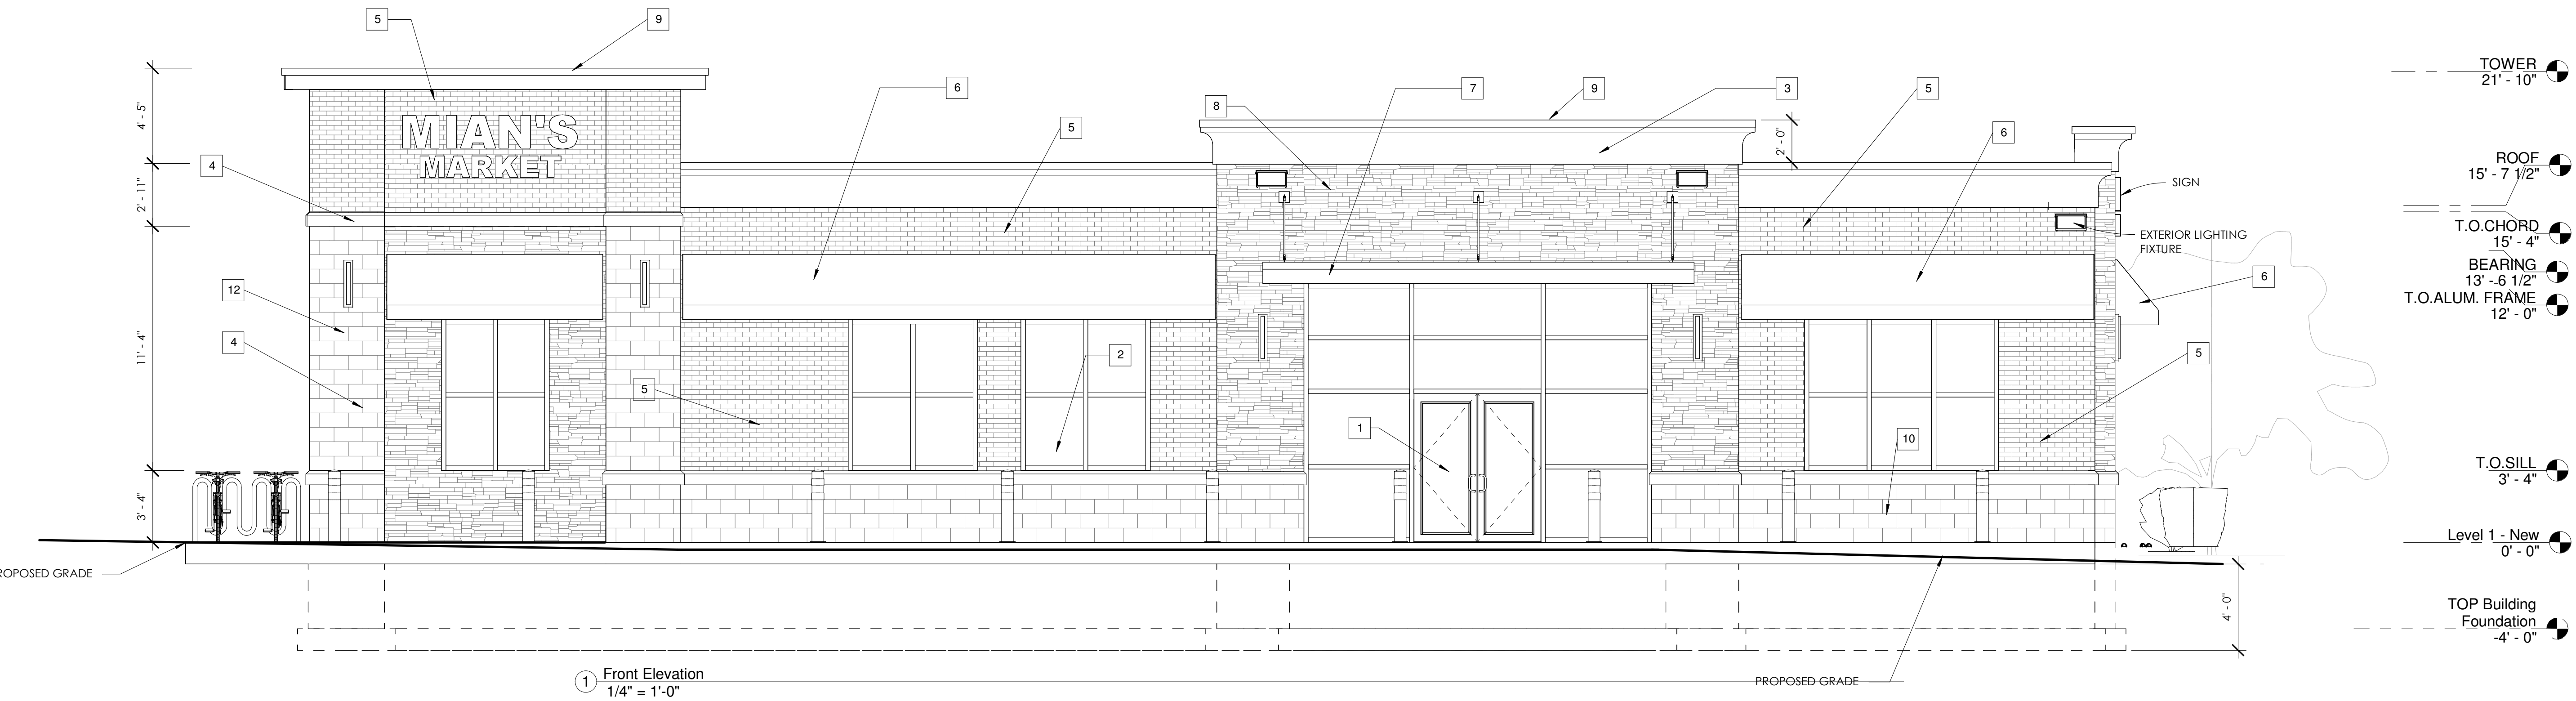 5
9
TOWER
21' - 10"
6
8
7
9
3
5
4' - 5"
MIAN'S
MARKET
5
6
2' - 0"
4
ROOF
15' - 7 1/2"
SIGN
2' - 11"
4
T.O.CHORD
15' - 4"
EXTERIOR LIGHTING
FIXTURE
BEARING
13' - 6 1/2"
12
6
T.O.ALUM. FRAME
12' - 0"
4
11' - 4"
2
5
5
1
10
T.O.SILL
3' - 4"
3' - 4"
Level 1 - New
0' - 0"
ROPOSED GRADE
4' - 0"
TOP Building
Foundation
-4' - 0"
1 Front Elevation
1/4" = 1'-0"
PROPOSED GRADE